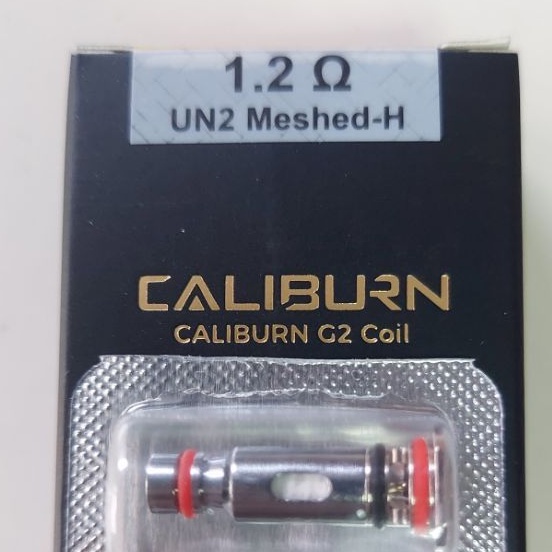 1.2 Ω
UN2 Meshed-H
CALIBURN
CALIBURN G2 Coil